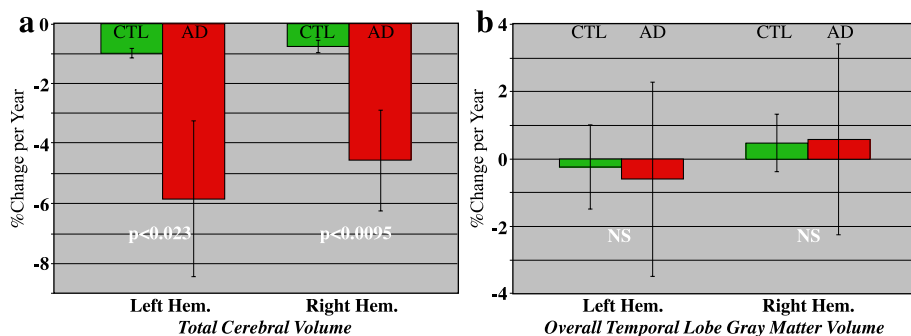 a
CTL AD CTL AD
0
-2
-4
-6
-8
%Change per Year
p<0.023 p<0.0095
Left Hem. Right Hem.
Total Cerebral Volume
b
CTL AD CTL AD
4
2
0
-2
-4
%Change per Year
NS NS
Left Hem. Right Hem.
Overall Temporal Lobe Gray Matter Volume